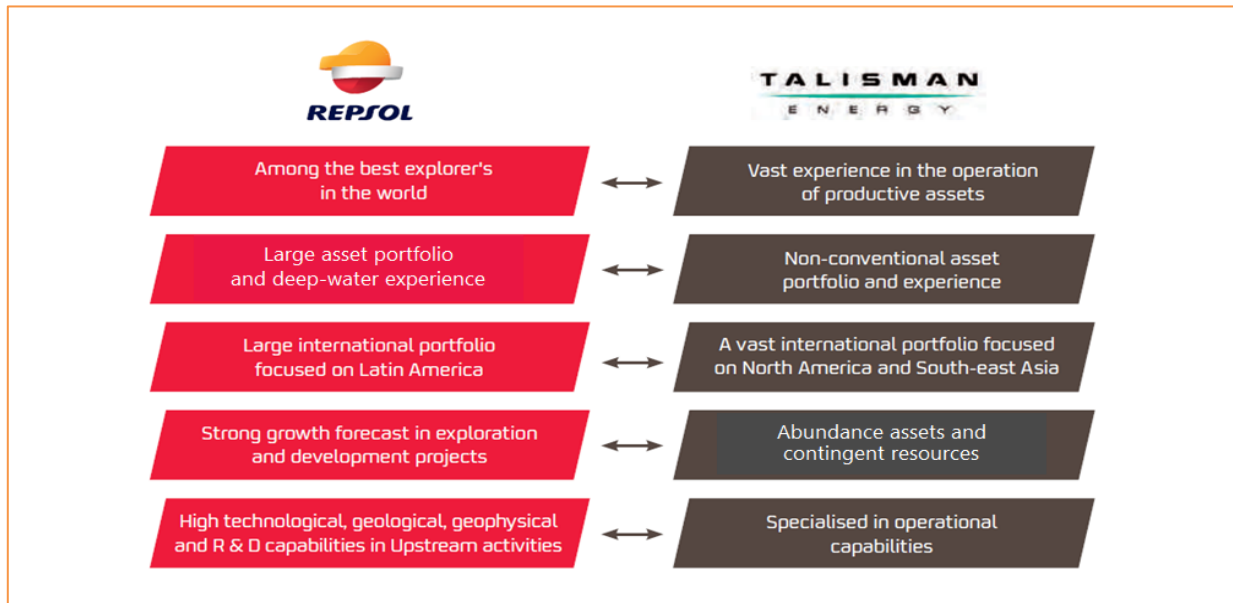 REPSOL
TALISMAN
ENERGY
Among the best explorer's
in the world
Vast experience in the operation
of productive assets
Large asset portfolio
and deep-water experience
Non-conventional asset
portfolio and experience
Large international portfolio
focused on Latin America
A vast international portfolio focused
on North America and South-east Asia
Strong growth forecast in exploration
and development projects
Abundance assets and
contingent resources
High technological, geological, geophysical
and R & D capabilities in Upstream activities
Specialised in operational
capabilities